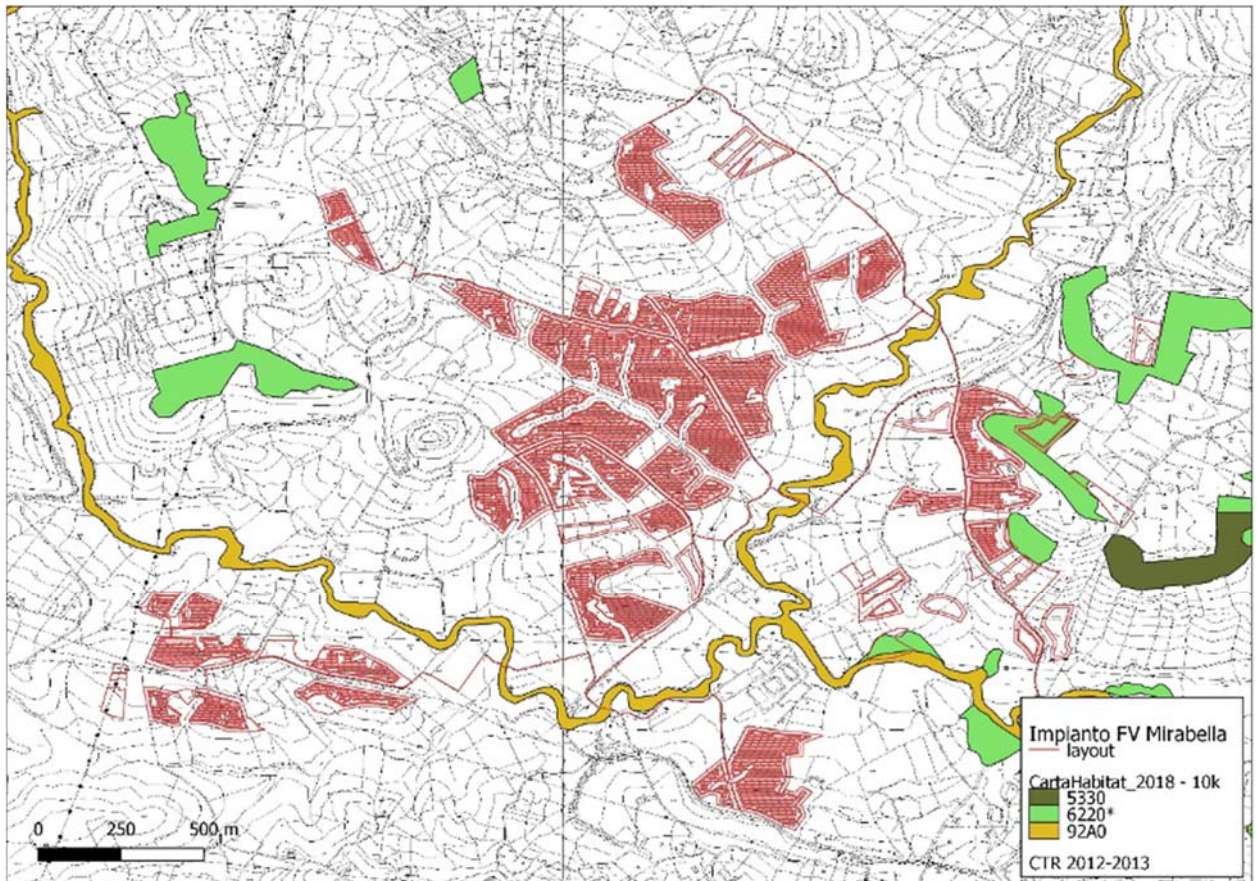 Impianto FV Mirabella
layout
CartaHabitat_2018 - 10k
5330
6220*
92A0
CTR 2012-2013
0 250 500 m